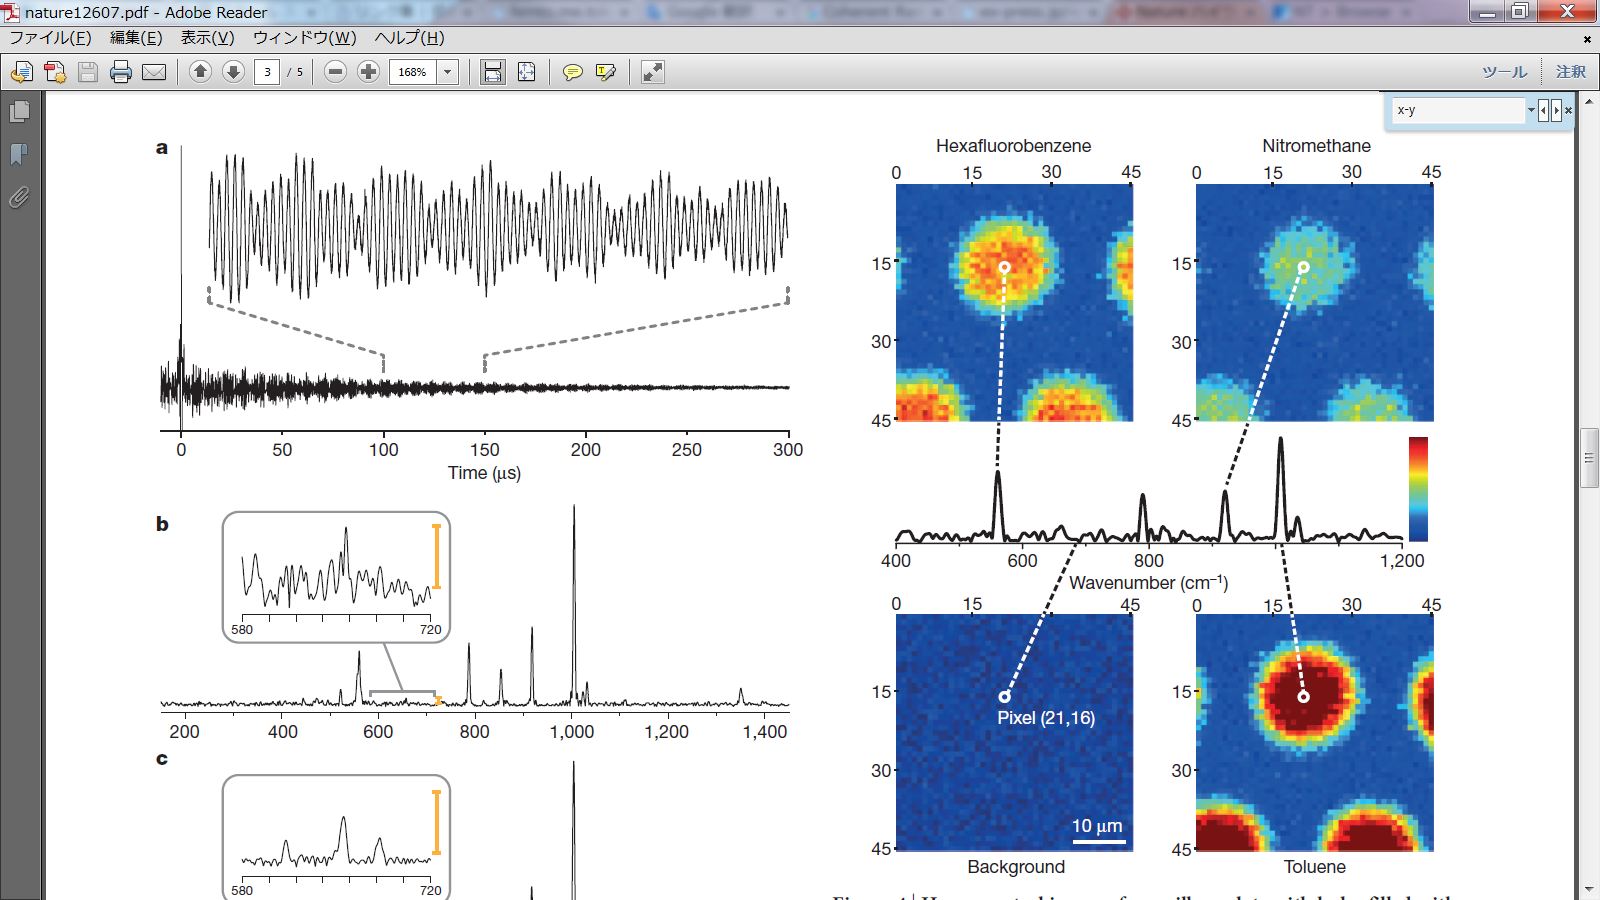 nature12607.pdf - Adobe Reader
ファイル(F) 編集(E) 表示(V) ウィンドウ(W) ヘルプ(H)
3 / 5 168% ツール 注釈
x-y
a
0 50 100 150 200 250 300
Time (μs)
b
580 720
200 400 600 800 1,000 1,200 1,400
c
580 720
Hexafluorobenzene
0 15 30 45
15
30
45
Nitromethane
0 15 30 45
15
30
45
400 600 800 1,200
Wavenumber (cm⁻¹)
0 15 45
15
30
45
Pixel (21,16)
10 μm
Background
0 15 30 45
15
30
45
Toluene